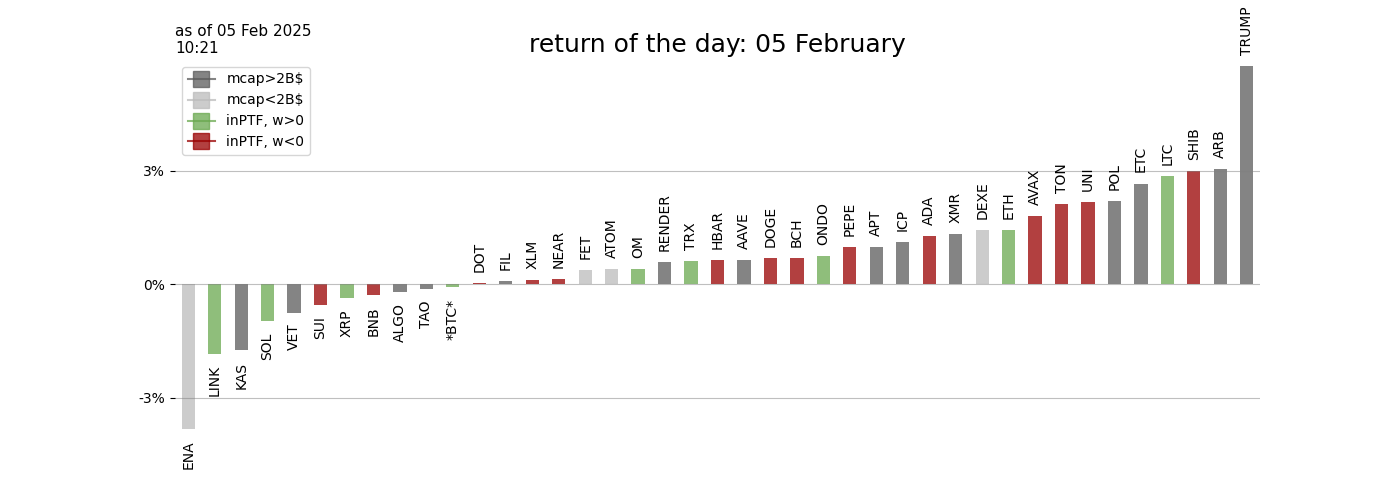 as of 05 Feb 2025
10:21
return of the day: 05 February
mcap>2B$
mcap<2B$
inPTF, w>0
inPTF, w<0
3%
0%
-3%
ENA
LINK
KAS
SOL
VET
SUI
XRP
BNB
ALGO
TAO
*BTC*
DOT
FIL
XLM
NEAR
FET
ATOM
OM
RENDER
TRX
HBAR
AAVE
DOGE
BCH
ONDO
PEPE
APT
ICP
ADA
XMR
DEXE
ETH
AVAX
TON
UNI
POL
ETC
LTC
SHIB
ARB
TRUMP